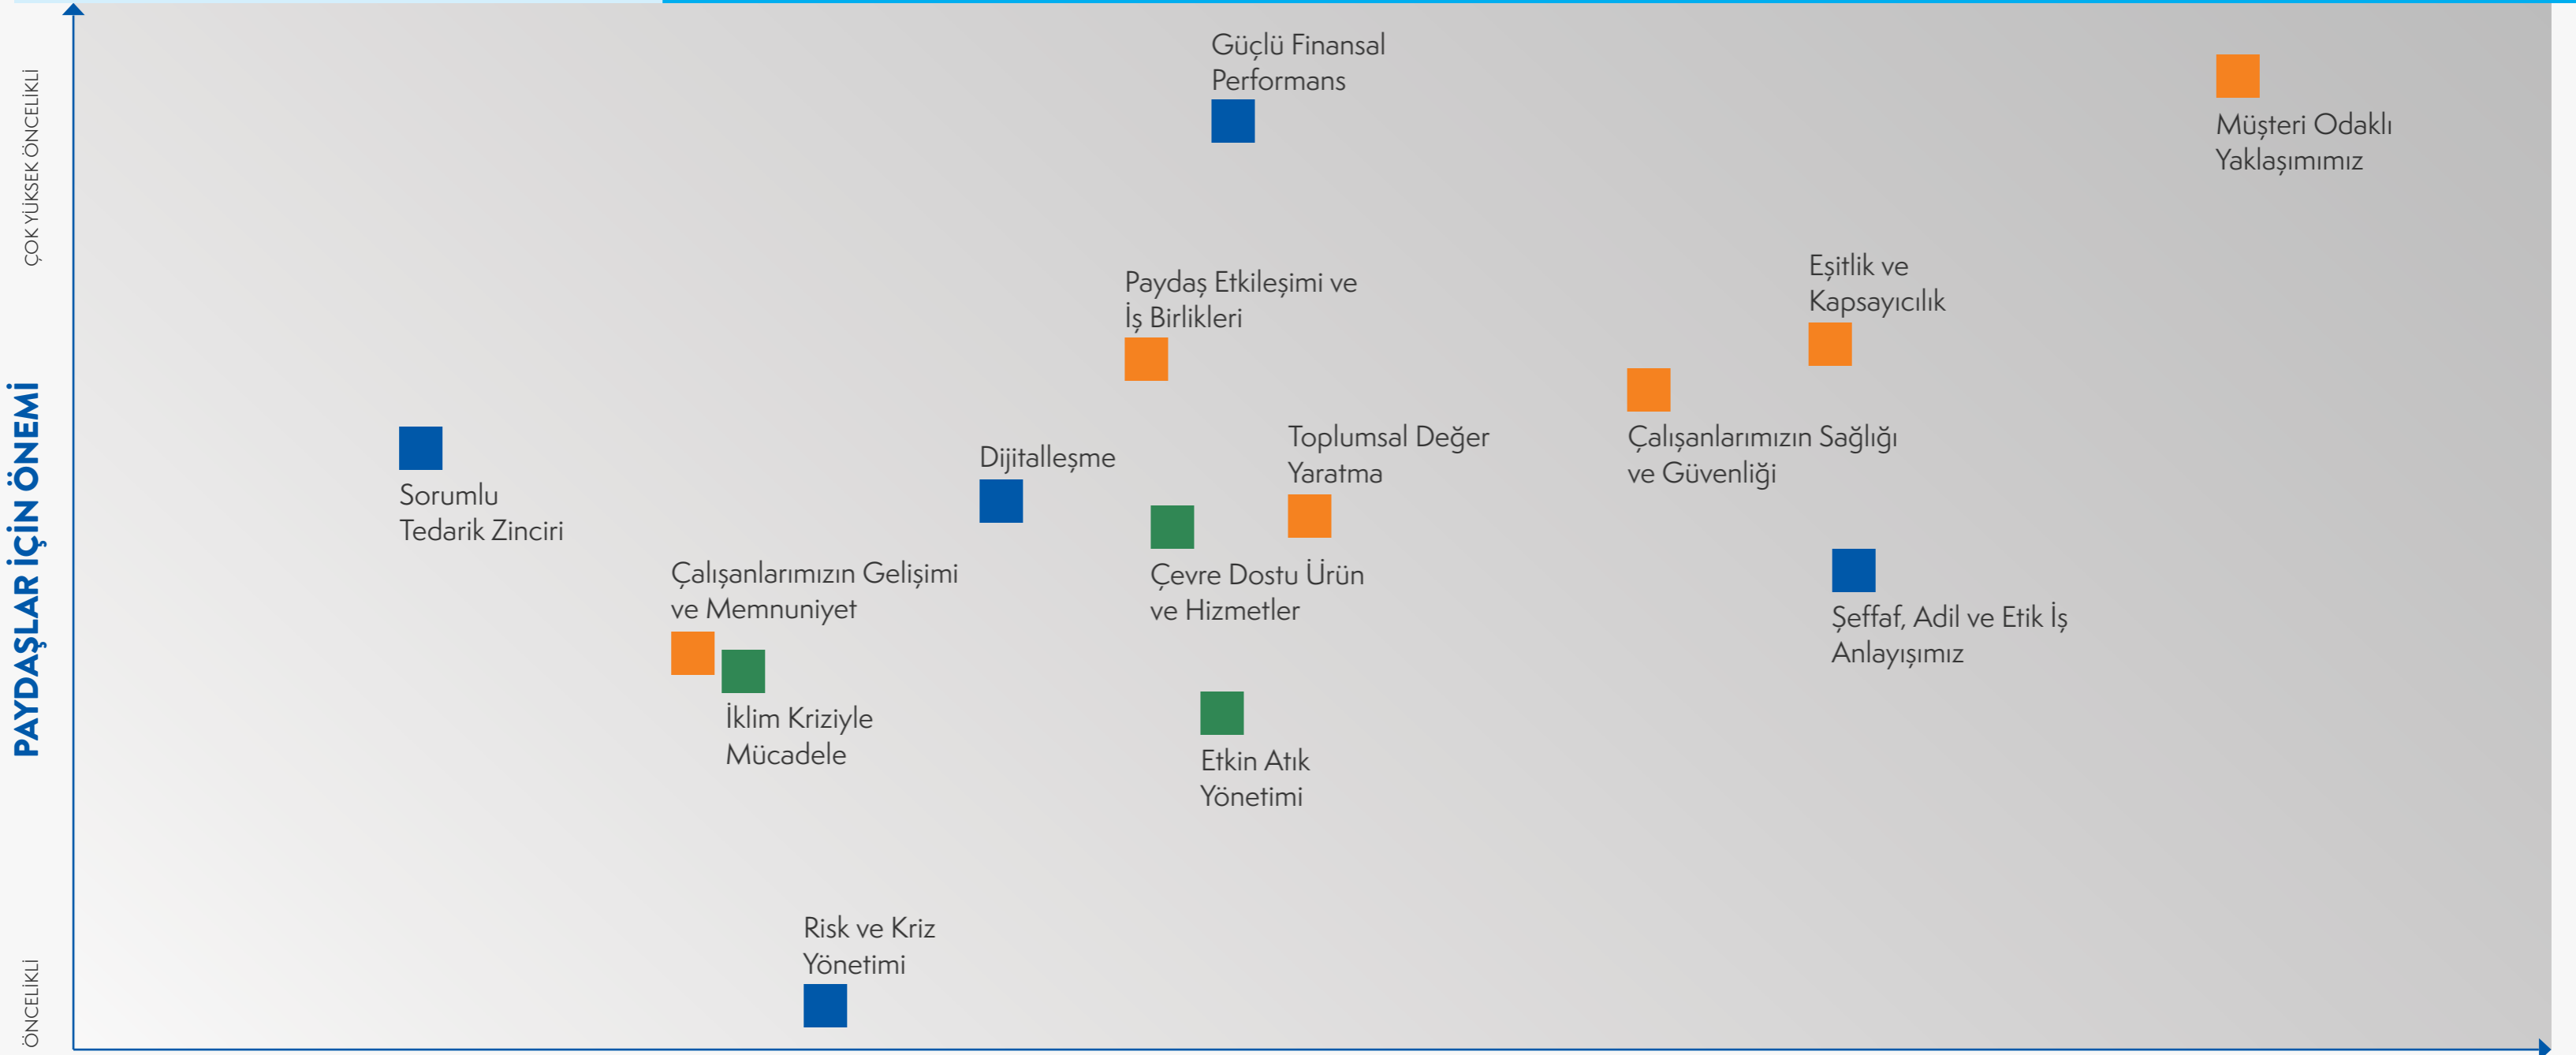 ÇOK YÜKSEK ÖNCELİKLİ
PAYDAŞLAR İÇİN ÖNEMİ
ÖNCELİKLİ
Güçlü Finansal
Performans
Müşteri Odaklı
Yaklaşımımız
Paydaş Etkileşimi ve
İş Birlikleri
Eşitlik ve
Kapsayıcılık
Sorumlu
Tedarik Zinciri
Dijitalleşme
Toplumsal Değer
Yaratma
Çalışanlarımızın Sağlığı
ve Güvenliği
Çalışanlarımızın Gelişimi
ve Memnuniyet
Çevre Dostu Ürün
ve Hizmetler
Şeffaf, Adil ve Etik İş
Anlayışımız
İklim Kriziyle
Mücadele
Etkin Atık
Yönetimi
Risk ve Kriz
Yönetimi